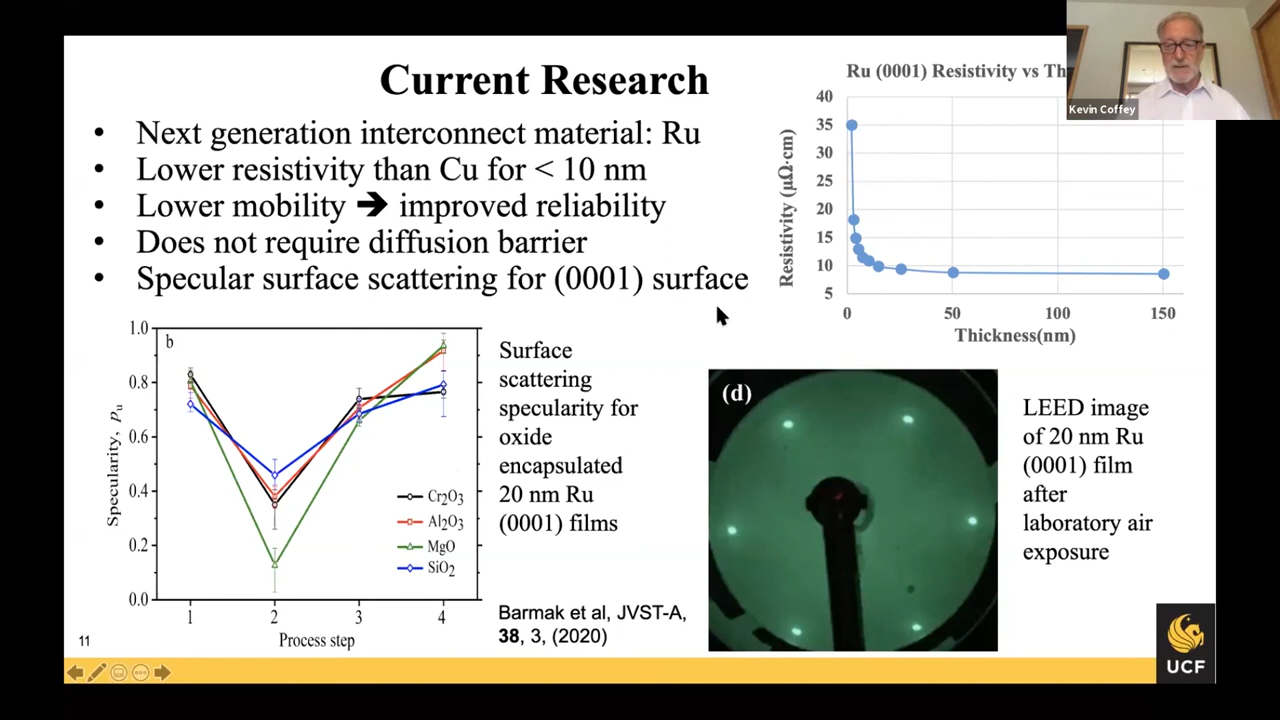 Current Research
• Next generation interconnect material: Ru
• Lower resistivity than Cu for < 10 nm
• Lower mobility ➔ improved reliability
• Does not require diffusion barrier
• Specular surface scattering for (0001) surface
Ru (0001) Resistivity vs Th
Kevin Coffey
40
35
30
25
20
15
10
5
Resistivity (μΩ·cm)
0
50
100
150
Thickness(nm)
b
1.0
0.8
0.6
0.4
0.2
0.0
Specularity, pu
Cr2O3
Al2O3
MgO
SiO2
1
2
3
4
Process step
Surface
scattering
specularity for
oxide
encapsulated
20 nm Ru
(0001) films
Barmak et al, JVST-A,
38, 3, (2020)
(d)
LEED image
of 20 nm Ru
(0001) film
after
laboratory air
exposure
11
UCF